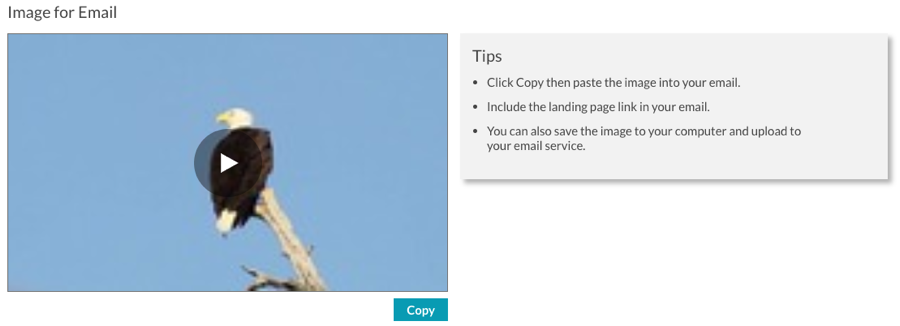 Image for Email
Tips
• Click Copy then paste the image into your email.
• Include the landing page link in your email.
• You can also save the image to your computer and upload to
your email service.
Copy